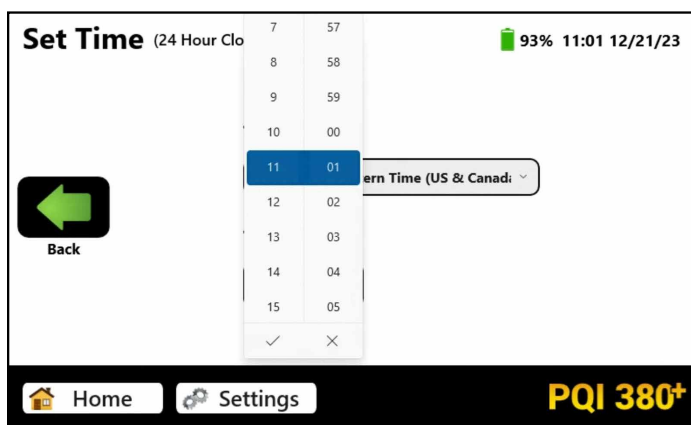 Set Time (24 Hour Clo
93% 11:01 12/21/23
7 57
8 58
9 59
10 00
11 01
ern Time (US & Canada
12 02
13 03
14 04
15 05
Back
Home
Settings
PQI 380+